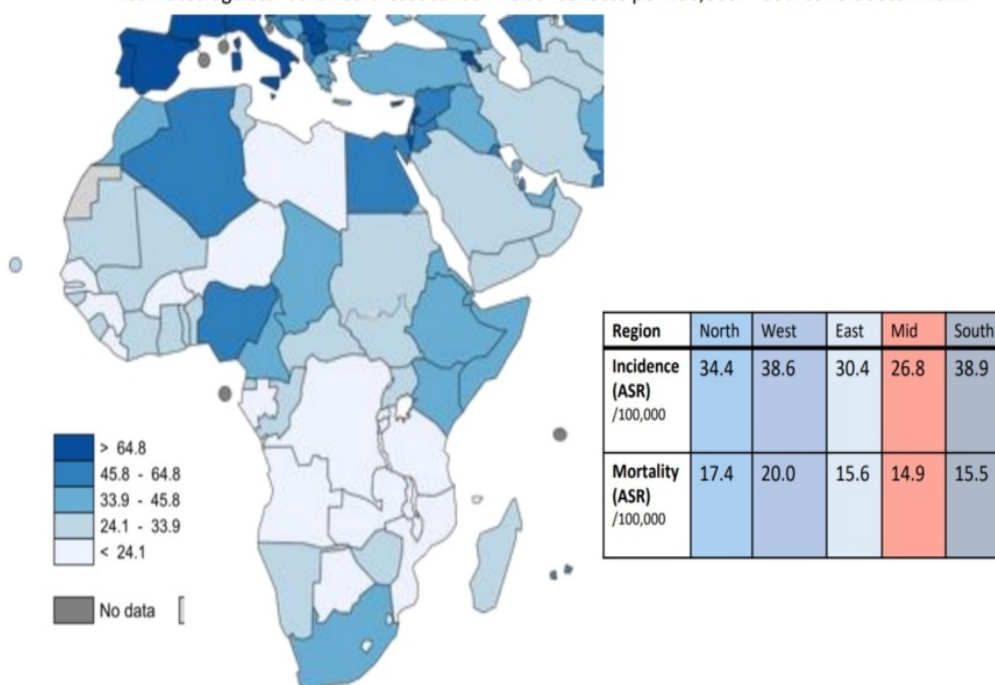 > 64.8
45.8 - 64.8
33.9 - 45.8
24.1 - 33.9
< 24.1
No data
Region North West East Mid South
Incidence (ASR) /100,000 34.4 38.6 30.4 26.8 38.9
Mortality (ASR) /100,000 17.4 20.0 15.6 14.9 15.5